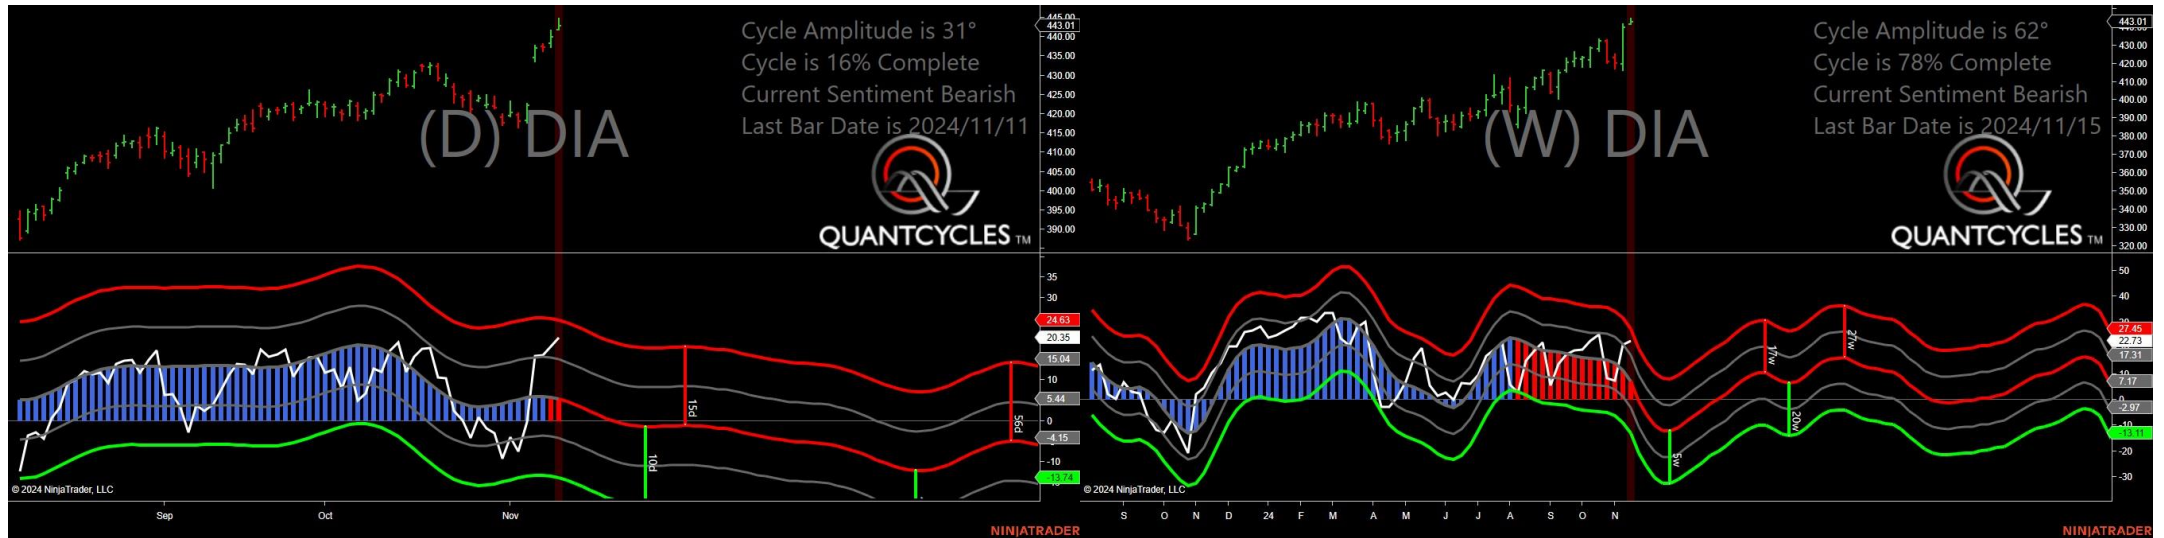 Cycle Amplitude is 31°
Cycle is 16% Complete
Current Sentiment Bearish
Last Bar Date is 2024/11/11
(D) DIA
QUANTCYCLES TM
445.00
443.01
440.00
435.00
430.00
425.00
420.00
415.00
410.00
405.00
400.00
395.00
390.00
35
30
24.63
20.35
15.04
10
5.44
0
-4.15
-10
-13.74
15d
10d
56d
© 2024 NinjaTrader, LLC
Sep
Oct
Nov
NINJATRADER
Cycle Amplitude is 62°
Cycle is 78% Complete
Current Sentiment Bearish
Last Bar Date is 2024/11/15
(W) DIA
QUANTCYCLES TM
443.01
430.00
420.00
410.00
400.00
390.00
380.00
370.00
360.00
350.00
340.00
330.00
320.00
50
40
27.45
22.73
17.31
7.17
0
-2.97
-13.11
-20
-30
17w
27w
20w
5w
© 2024 NinjaTrader, LLC
S
O
N
D
24
F
M
A
M
J
J
A
S
O
N
NINJATRADER